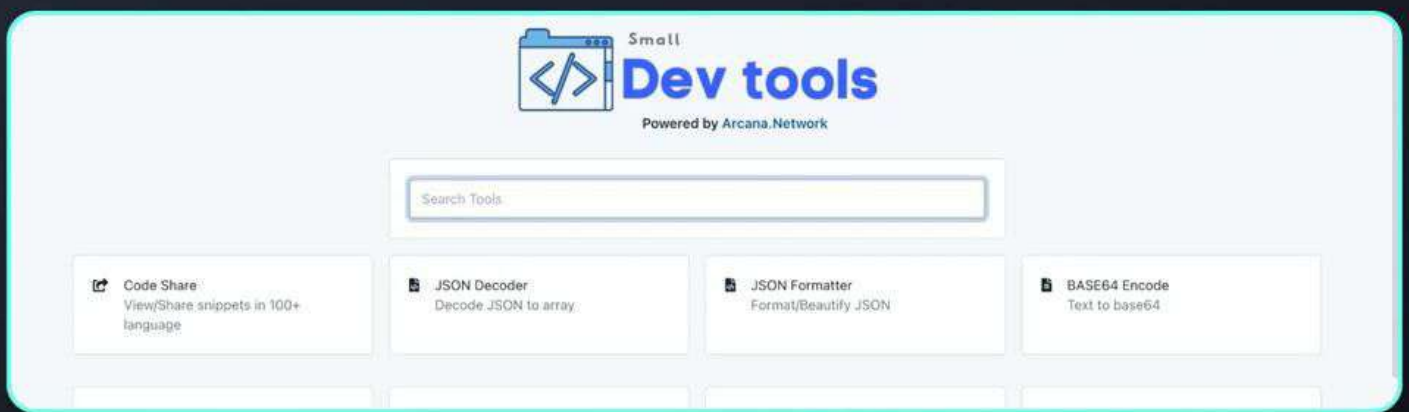 Small
Dev tools
Powered by Arcana.Network
Search Tools
Code Share
View/Share snippets in 100+
language
JSON Decoder
Decode JSON to array
JSON Formatter
Format/Beautify JSON
BASE64 Encode
Text to base64